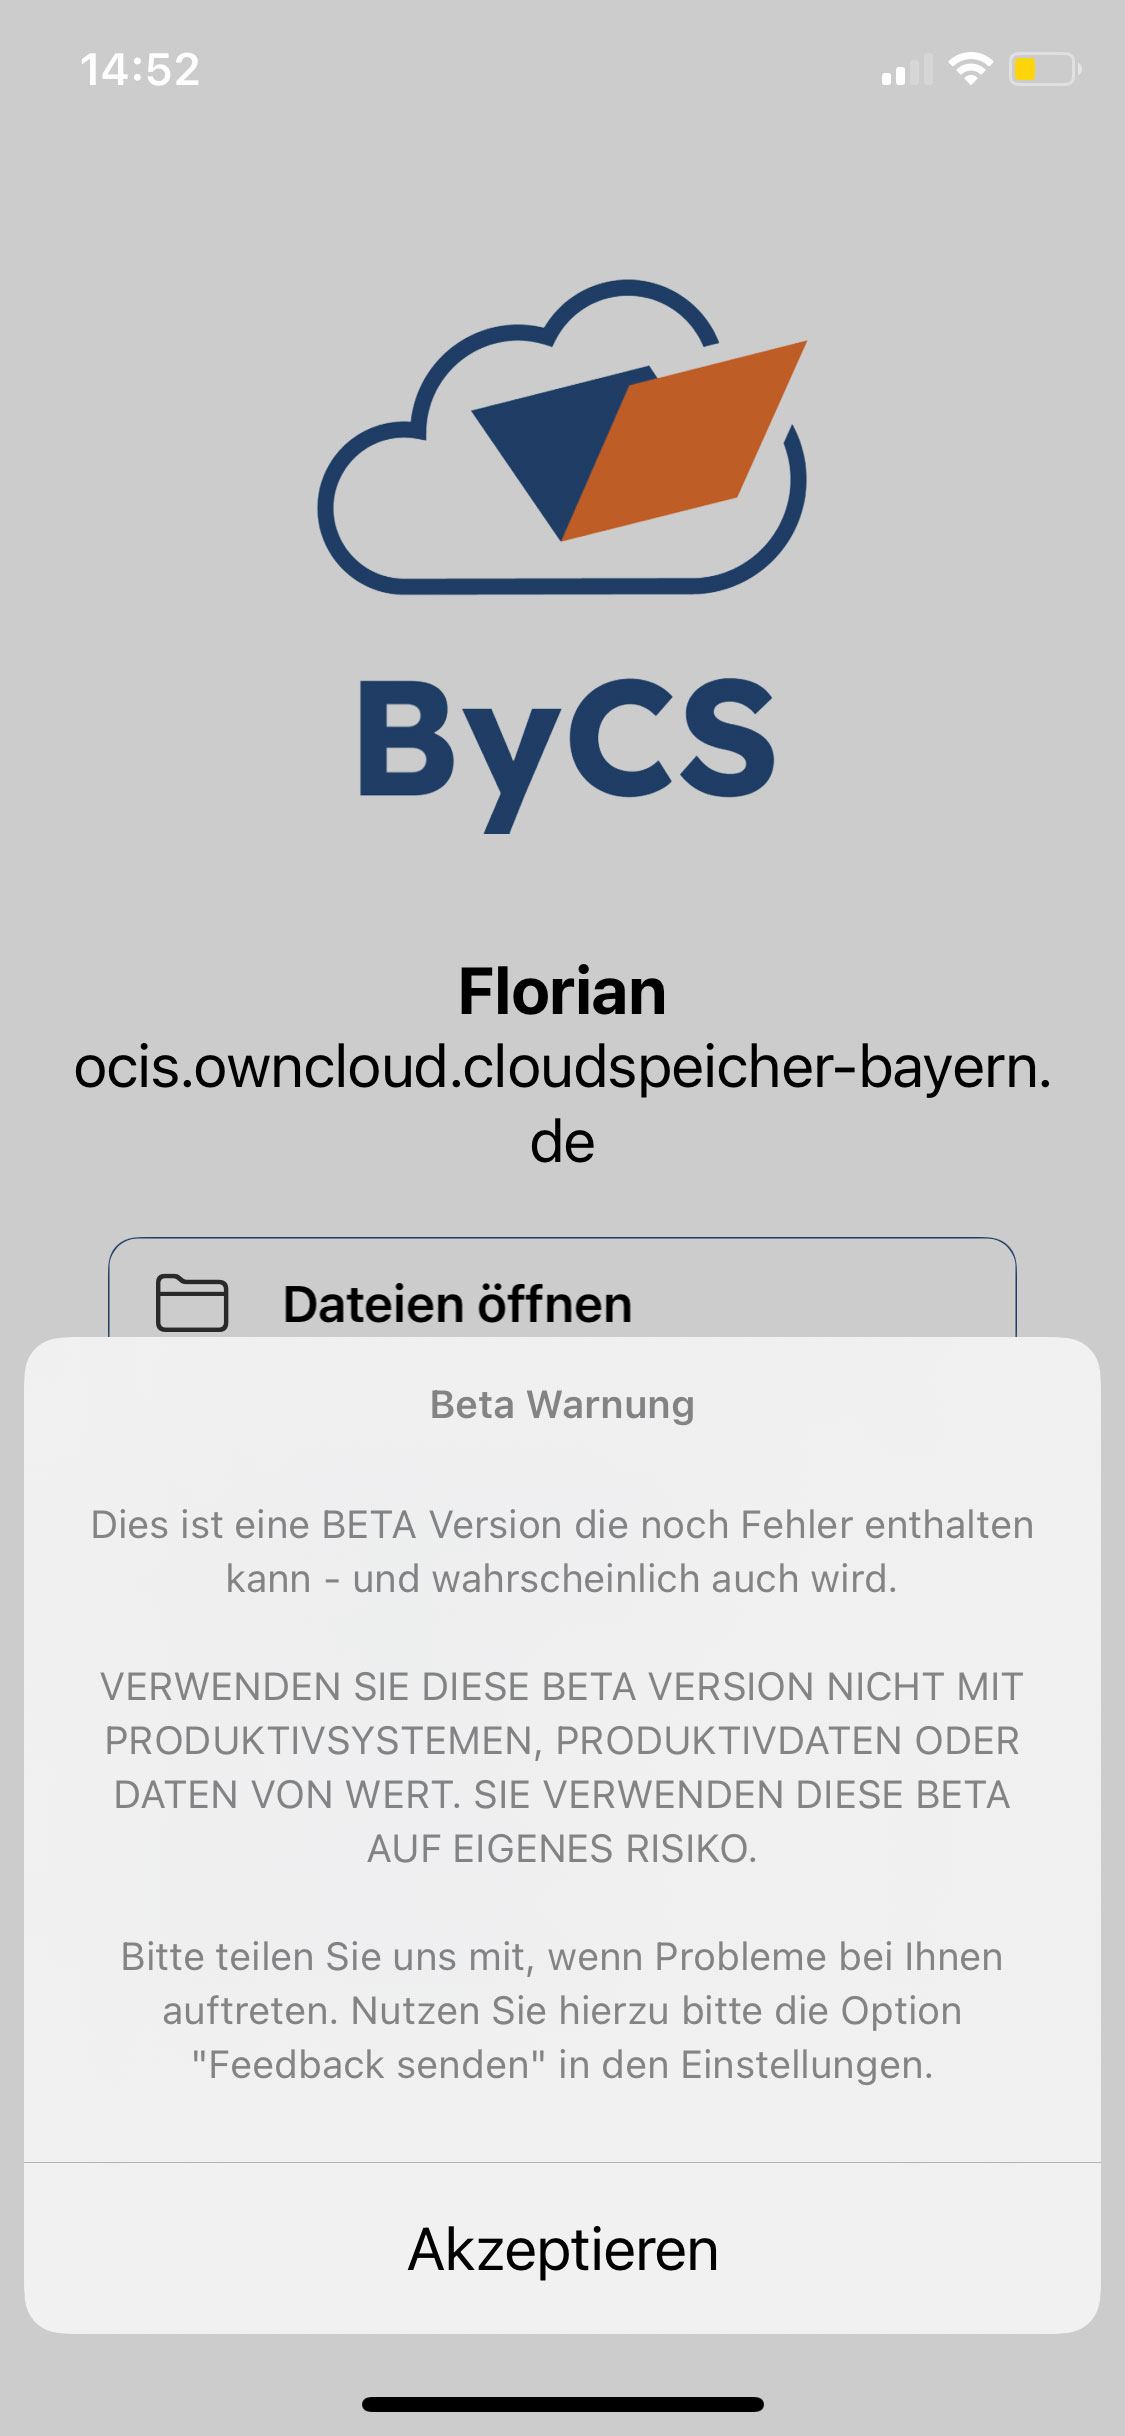 14:52
ByCS
Florian
ocis.owncloud.cloudspeicher-bayern.
de
Dateien öffnen
Beta Warnung
Dies ist eine BETA Version die noch Fehler enthalten
kann - und wahrscheinlich auch wird.
VERWENDEN SIE DIESE BETA VERSION NICHT MIT
PRODUKTIVSYSTEMEN, PRODUKTIVDATEN ODER
DATEN VON WERT. SIE VERWENDEN DIESE BETA
AUF EIGENES RISIKO.
Bitte teilen Sie uns mit, wenn Probleme bei Ihnen
auftreten. Nutzen Sie hierzu bitte die Option
"Feedback senden" in den Einstellungen.
Akzeptieren